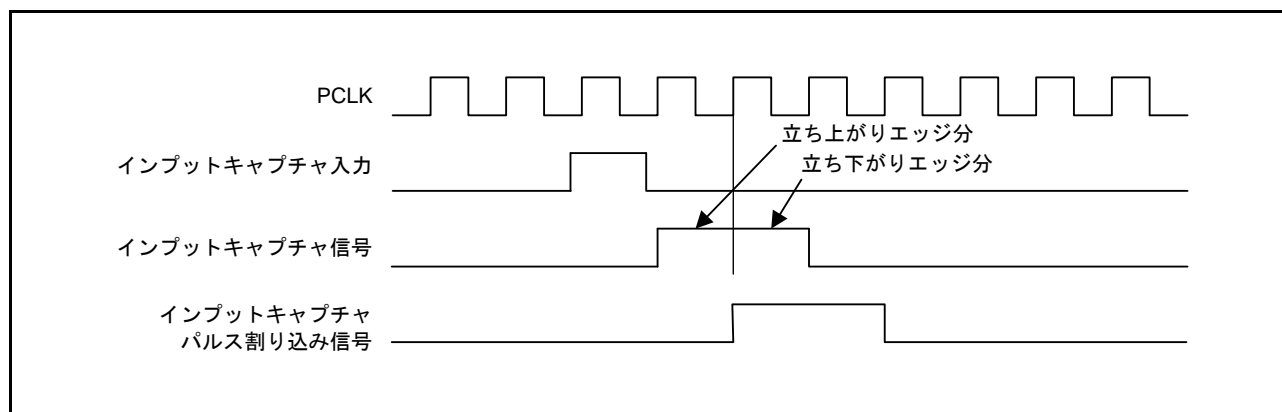 PCLK
立ち上がりエッジ分
インプットキャプチャ入力
立ち下がりエッジ分
インプットキャプチャ信号
インプットキャプチャ
パルス割り込み信号